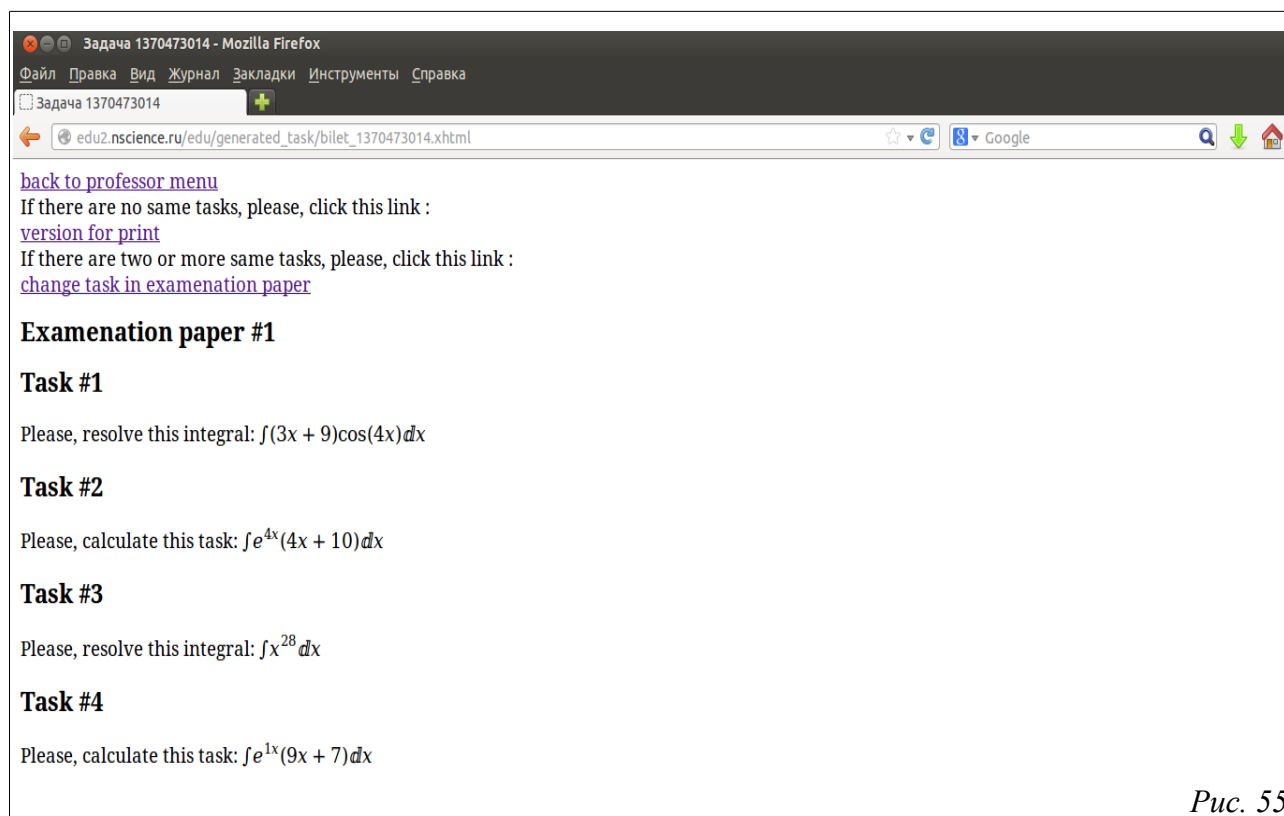 Задача 1370473014 - Mozilla Firefox
Файл Правка Вид Журнал Закладки Инструменты Справка
Задача 1370473014
edu2.nscience.ru/edu/generated_task/bilet_1370473014.xhtml Google
back to professor menu
If there are no same tasks, please, click this link :
version for print
If there are two or more same tasks, please, click this link :
change task in examenation paper
Examenation paper #1
Task #1
Please, resolve this integral: ∫(3x + 9)cos(4x)ⅆx
Task #2
Please, calculate this task: ∫e^{4x}(4x + 10)ⅆx
Task #3
Please, resolve this integral: ∫x^{28}ⅆx
Task #4
Please, calculate this task: ∫e^{1x}(9x + 7)ⅆx
Рис. 55